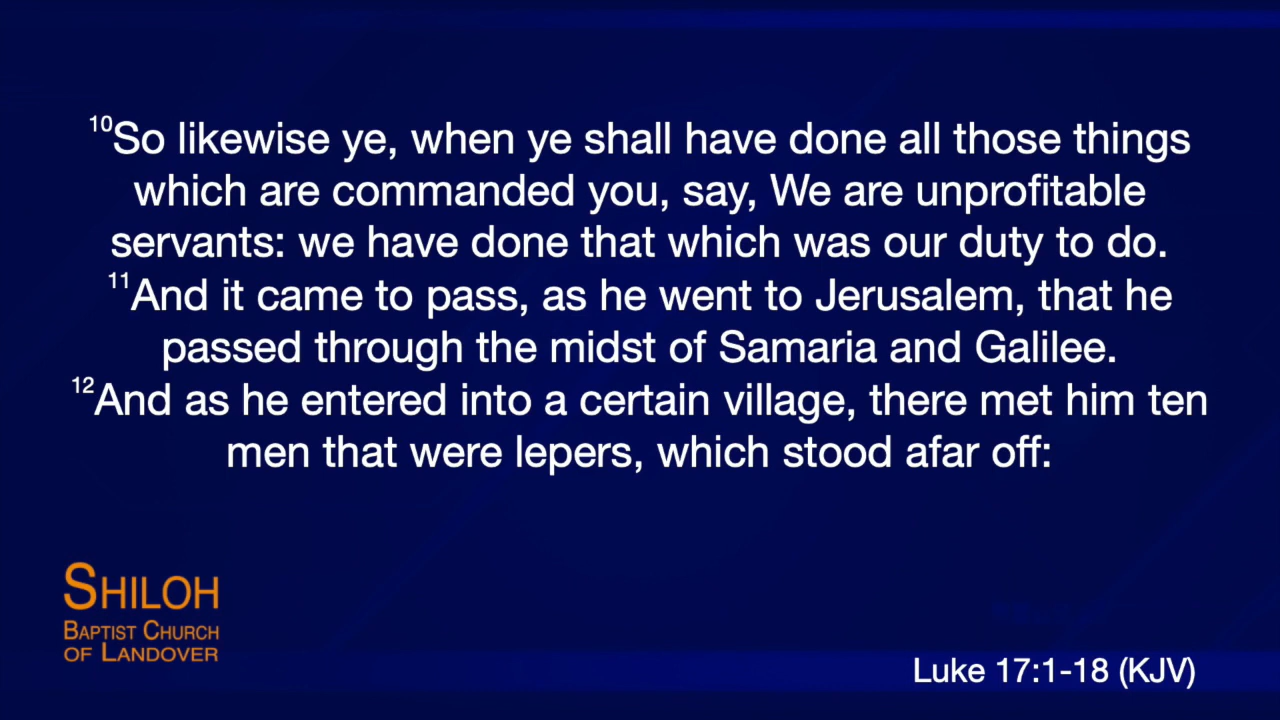 10So likewise ye, when ye shall have done all those things
which are commanded you, say, We are unprofitable
servants: we have done that which was our duty to do.
11And it came to pass, as he went to Jerusalem, that he
passed through the midst of Samaria and Galilee.
12And as he entered into a certain village, there met him ten
men that were lepers, which stood afar off:
SHILOH
BAPTIST CHURCH
OF LANDOVER
Luke 17:1-18 (KJV)